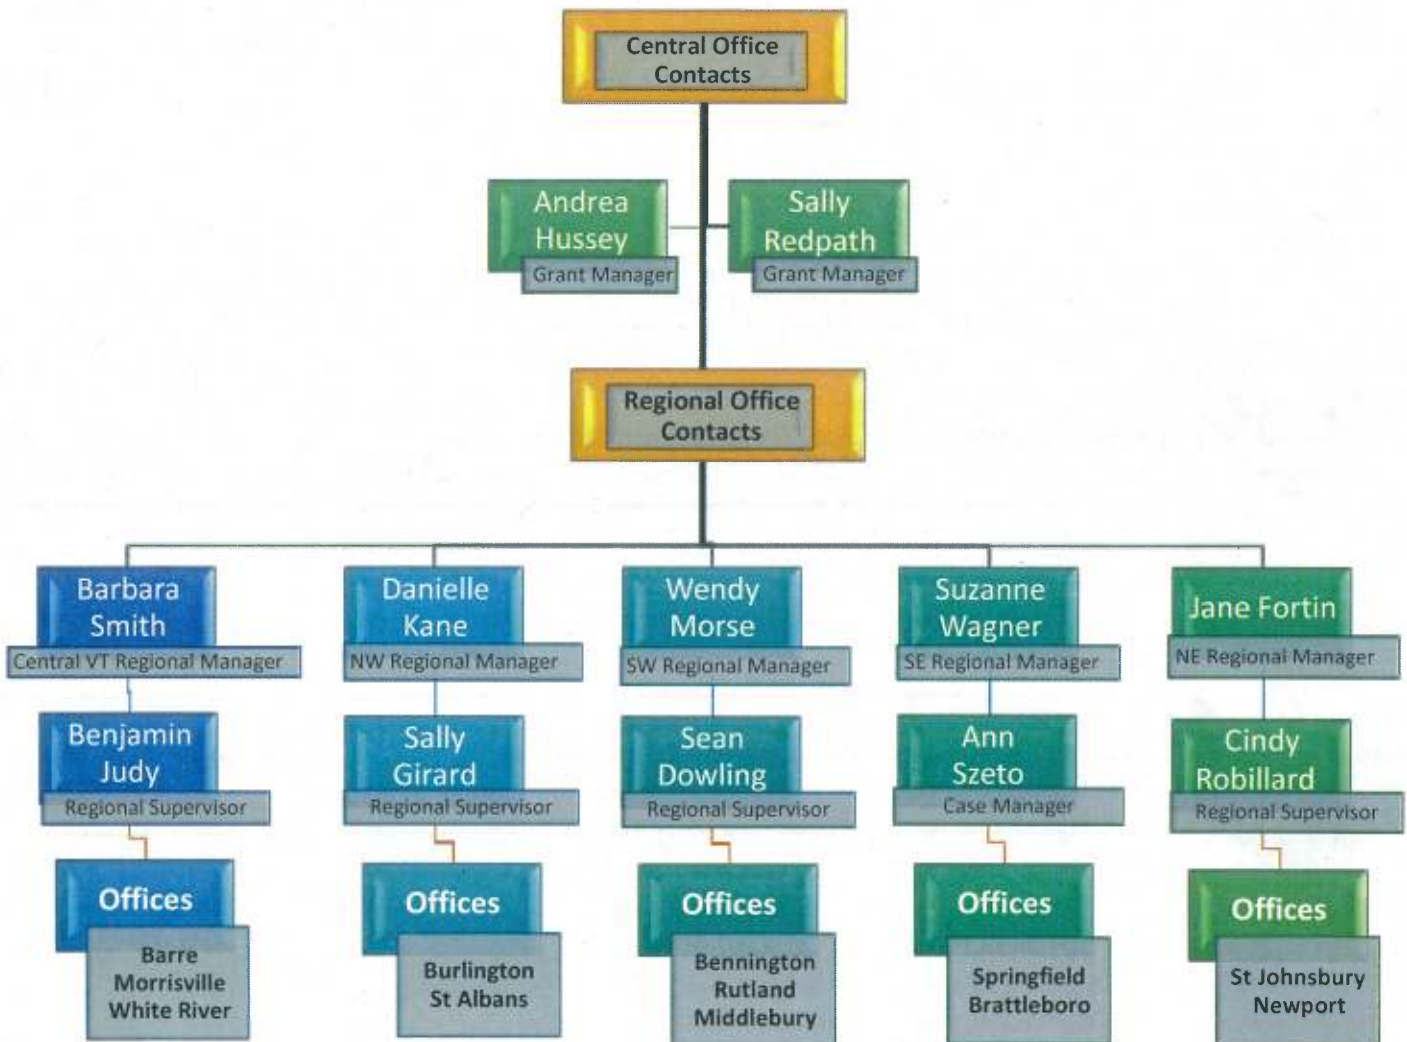 Central Office
Contacts
Andrea
Hussey
Grant Manager
Sally
Redpath
Grant Manager
Regional Office
Contacts
Barbara
Smith
Central VT Regional Manager
Danielle
Kane
NW Regional Manager
Wendy
Morse
SW Regional Manager
Suzanne
Wagner
SE Regional Manager
Jane Fortin
NE Regional Manager
Benjamin
Judy
Regional Supervisor
Sally
Girard
Regional Supervisor
Sean
Dowling
Regional Supervisor
Ann
Szeto
Case Manager
Cindy
Robillard
Regional Supervisor
Offices
Barre
Morrisville
White River
Offices
Burlington
St Albans
Offices
Bennington
Rutland
Middlebury
Offices
Springfield
Brattleboro
Offices
St Johnsbury
Newport